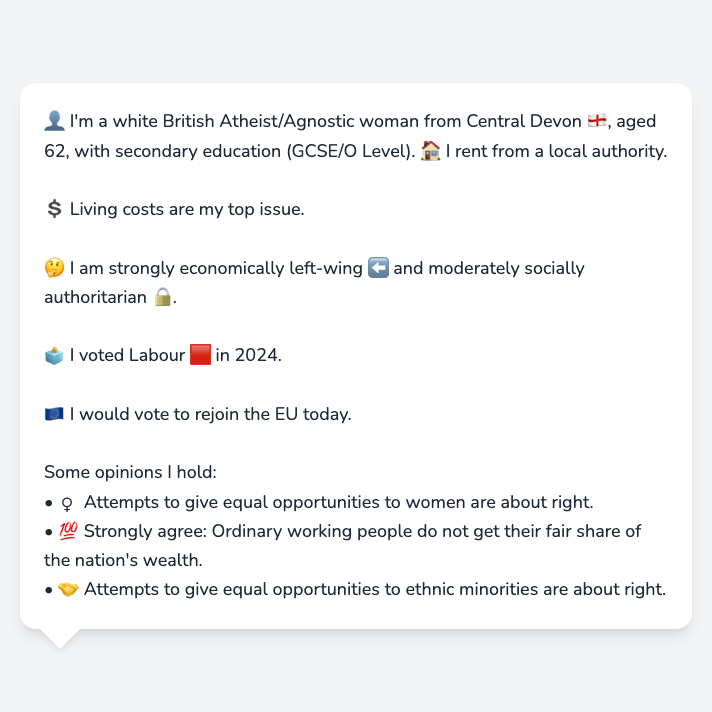 👤 I'm a white British Atheist/Agnostic woman from Central Devon 🏴󠁧󠁢󠁥󠁮󠁧󠁿, aged
62, with secondary education (GCSE/O Level). 🏠 I rent from a local authority.
💲 Living costs are my top issue.
🤔 I am strongly economically left-wing ⬅️ and moderately socially
authoritarian 🔒.
🗳️ I voted Labour 🟥 in 2024.
🇪🇺 I would vote to rejoin the EU today.
Some opinions I hold:
• ♀️ Attempts to give equal opportunities to women are about right.
• 💯 Strongly agree: Ordinary working people do not get their fair share of
the nation's wealth.
• 🤝 Attempts to give equal opportunities to ethnic minorities are about right.